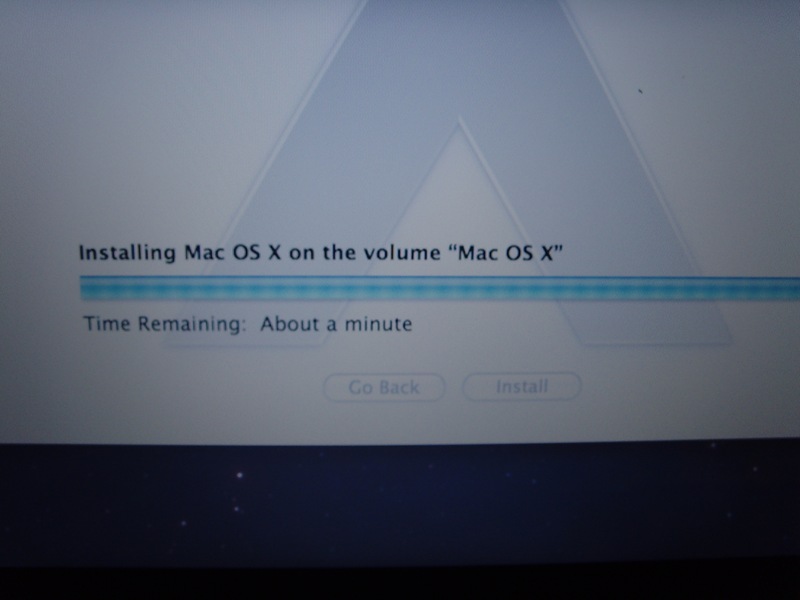 Installing Mac OS X on the volume “Mac OS X”
Time Remaining: About a minute
Go Back Install